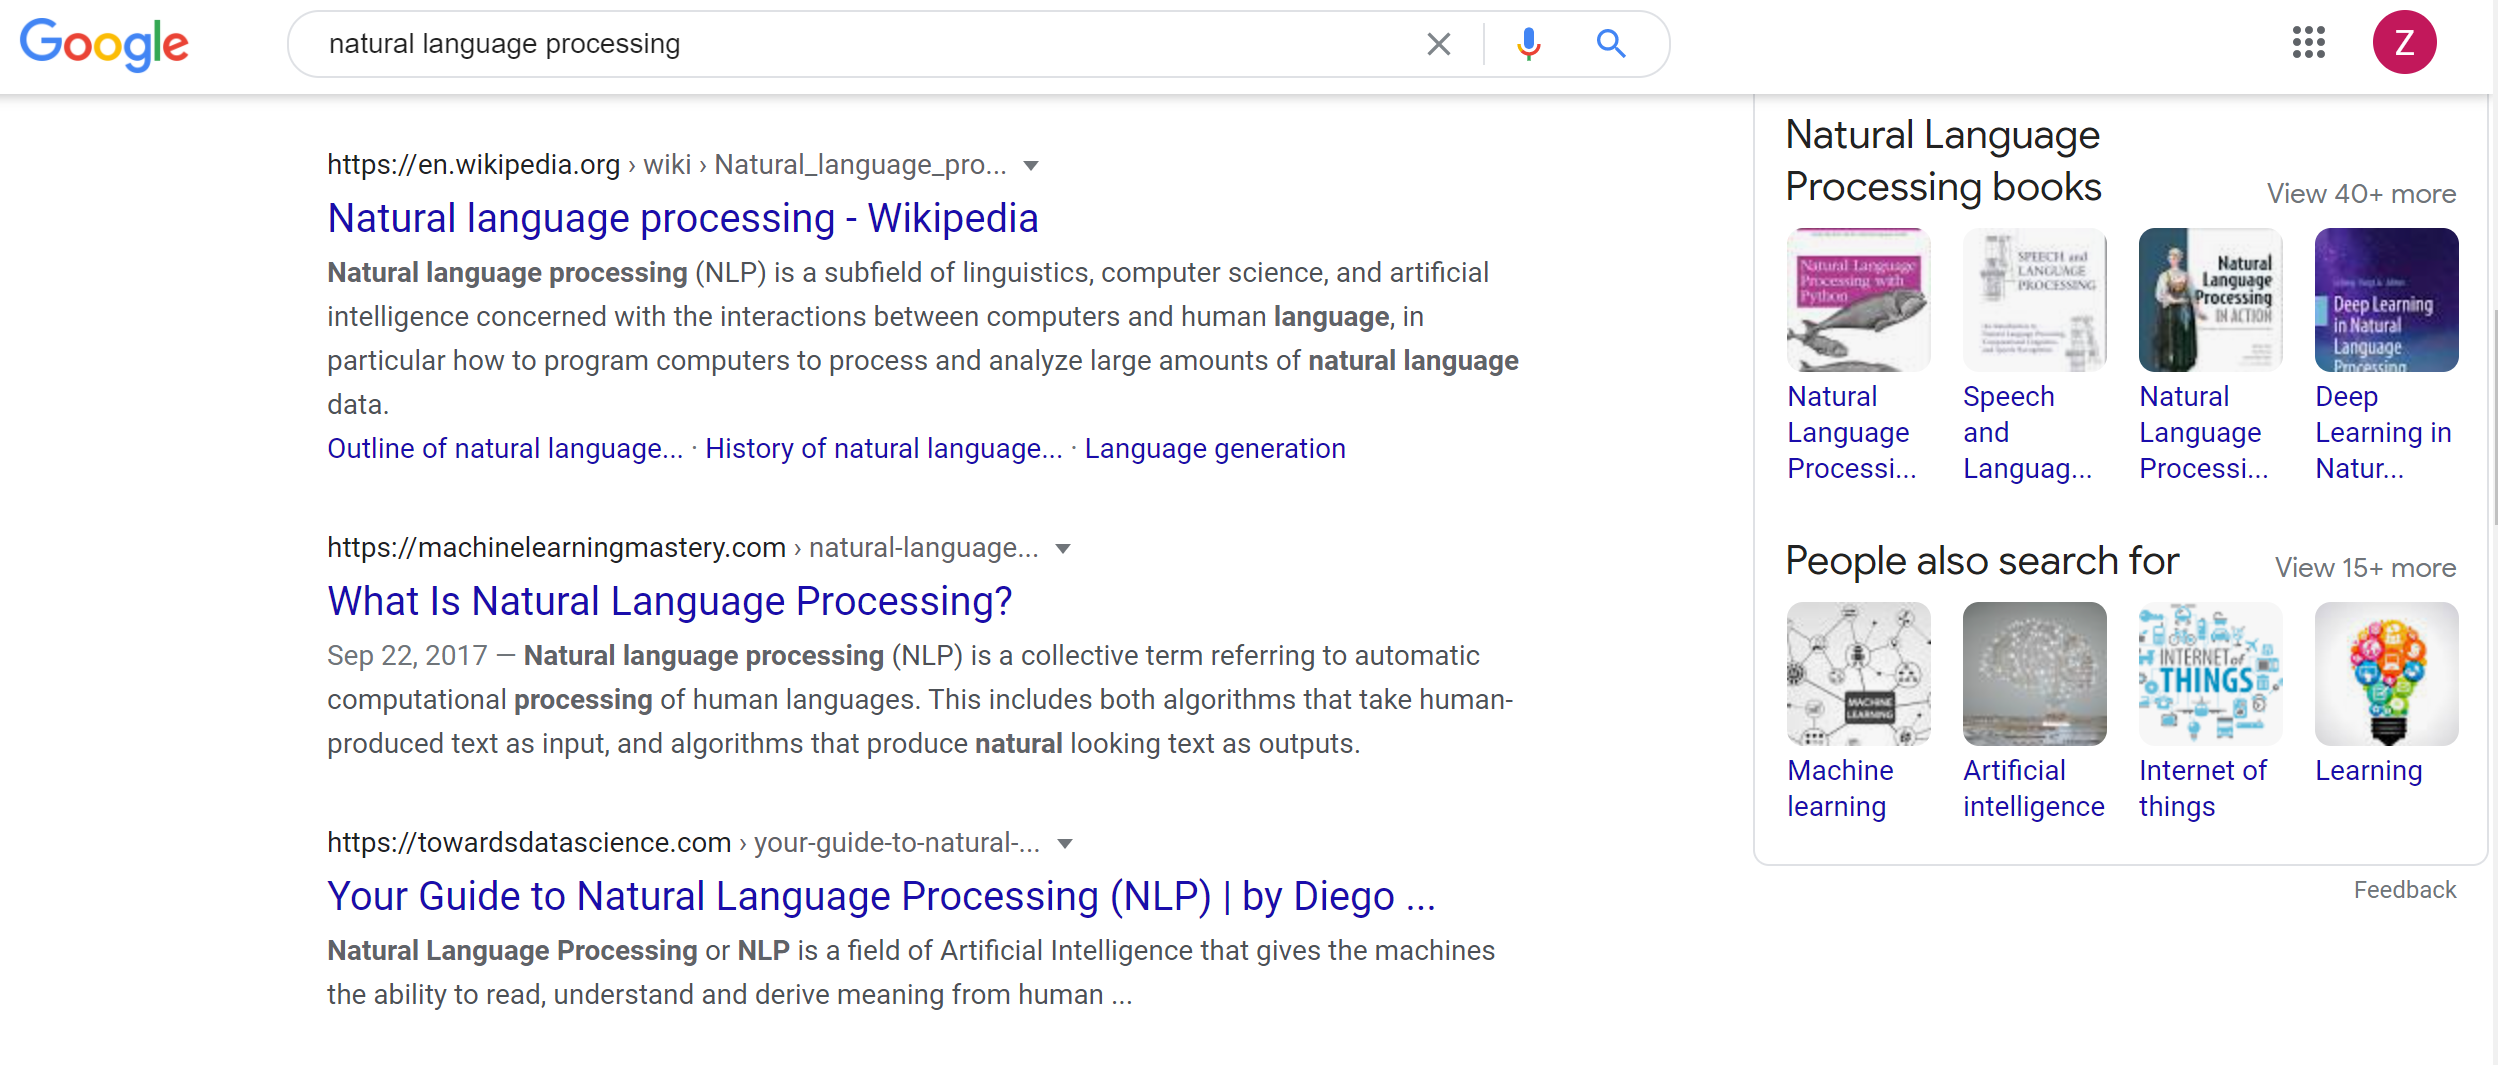 Google
natural language processing
Z
https://en.wikipedia.org › wiki › Natural_language_pro...
Natural language processing - Wikipedia
Natural language processing (NLP) is a subfield of linguistics, computer science, and artificial
intelligence concerned with the interactions between computers and human language, in
particular how to program computers to process and analyze large amounts of natural language
data.
Outline of natural language... · History of natural language... · Language generation
https://machinelearningmastery.com › natural-language...
What Is Natural Language Processing?
Sep 22, 2017 — Natural language processing (NLP) is a collective term referring to automatic
computational processing of human languages. This includes both algorithms that take human-
produced text as input, and algorithms that produce natural looking text as outputs.
https://towardsdatascience.com › your-guide-to-natural-...
Your Guide to Natural Language Processing (NLP) | by Diego ...
Natural Language Processing or NLP is a field of Artificial Intelligence that gives the machines
the ability to read, understand and derive meaning from human ...
Natural Language
Processing books
View 40+ more
Natural Language
Processing with
Python
SPEECH and
LANGUAGE
PROCESSING
Natural
Language
Processing
IN ACTION
Deep Learning
in Natural
Language
Processing
Natural
Language
Processi...
Speech
and
Languag...
Natural
Language
Processi...
Deep
Learning in
Natur...
People also search for
View 15+ more
MACHINE
LEARNING
INTERNET of
THINGS
Machine
learning
Artificial
intelligence
Internet of
things
Learning
Feedback